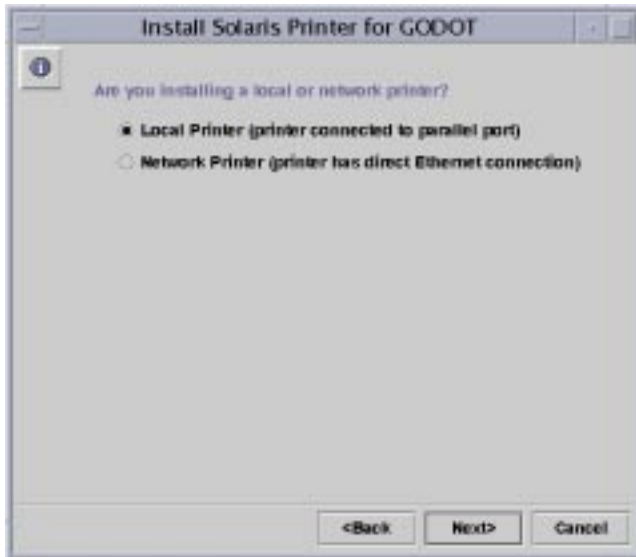 Install Solaris Printer for GODOT
Are you installing a local or network printer?
Local Printer (printer connected to parallel port)
Network Printer (printer has direct Ethernet connection)
<Back
Next>
Cancel